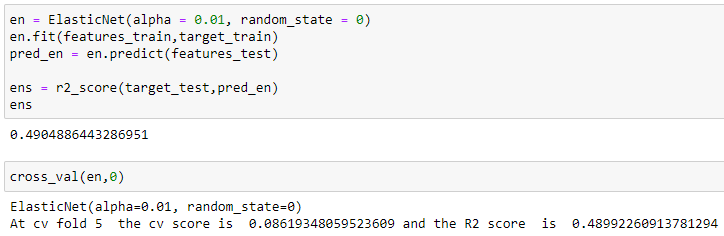 en = ElasticNet(alpha = 0.01, random_state = 0)
en.fit(features_train,target_train)
pred_en = en.predict(features_test)
ens = r2_score(target_test,pred_en)
ens
0.4904886443286951
cross_val(en,0)
ElasticNet(alpha=0.01, random_state=0)
At cv fold 5  the cv score is  0.08619348059523609 and the R2 score  is  0.48992260913781294